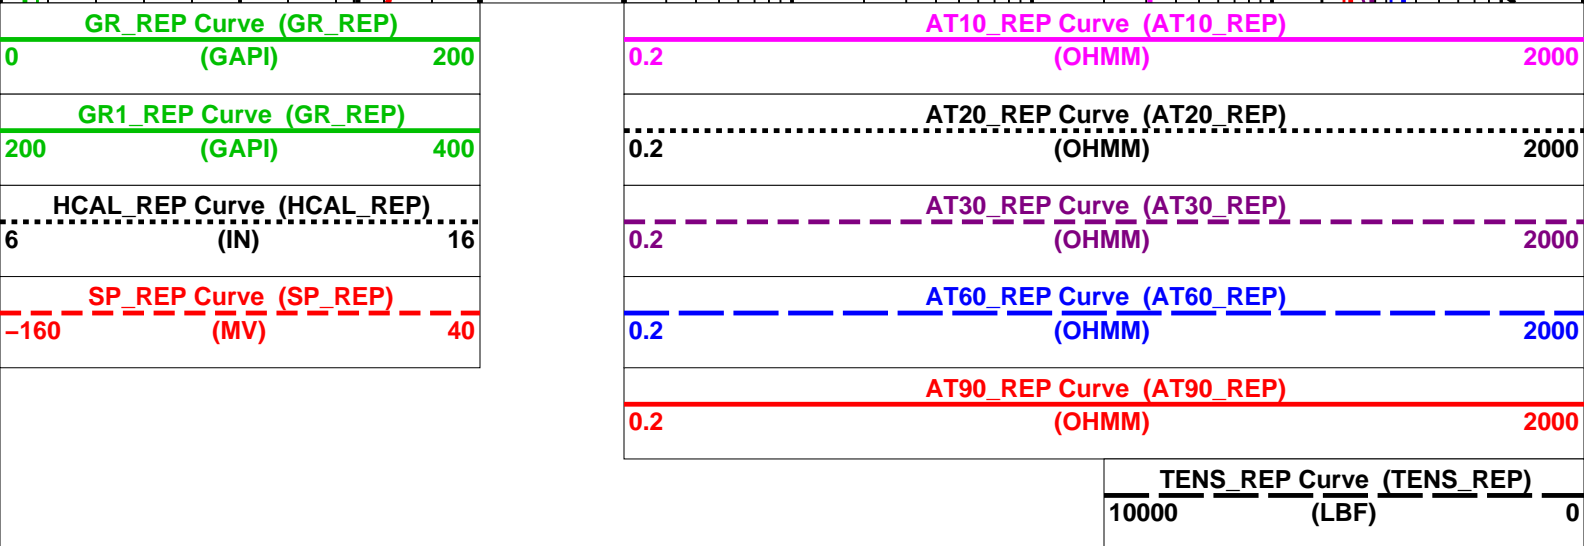 GR_REP Curve (GR_REP)
0 (GAPI) 200
GR1_REP Curve (GR_REP)
200 (GAPI) 400
HCAL_REP Curve (HCAL_REP)
6 (IN) 16
SP_REP Curve (SP_REP)
−160 (MV) 40
AT10_REP Curve (AT10_REP)
0.2 (OHMM) 2000
AT20_REP Curve (AT20_REP)
0.2 (OHMM) 2000
AT30_REP Curve (AT30_REP)
0.2 (OHMM) 2000
AT60_REP Curve (AT60_REP)
0.2 (OHMM) 2000
AT90_REP Curve (AT90_REP)
0.2 (OHMM) 2000
TENS_REP Curve (TENS_REP)
10000 (LBF) 0